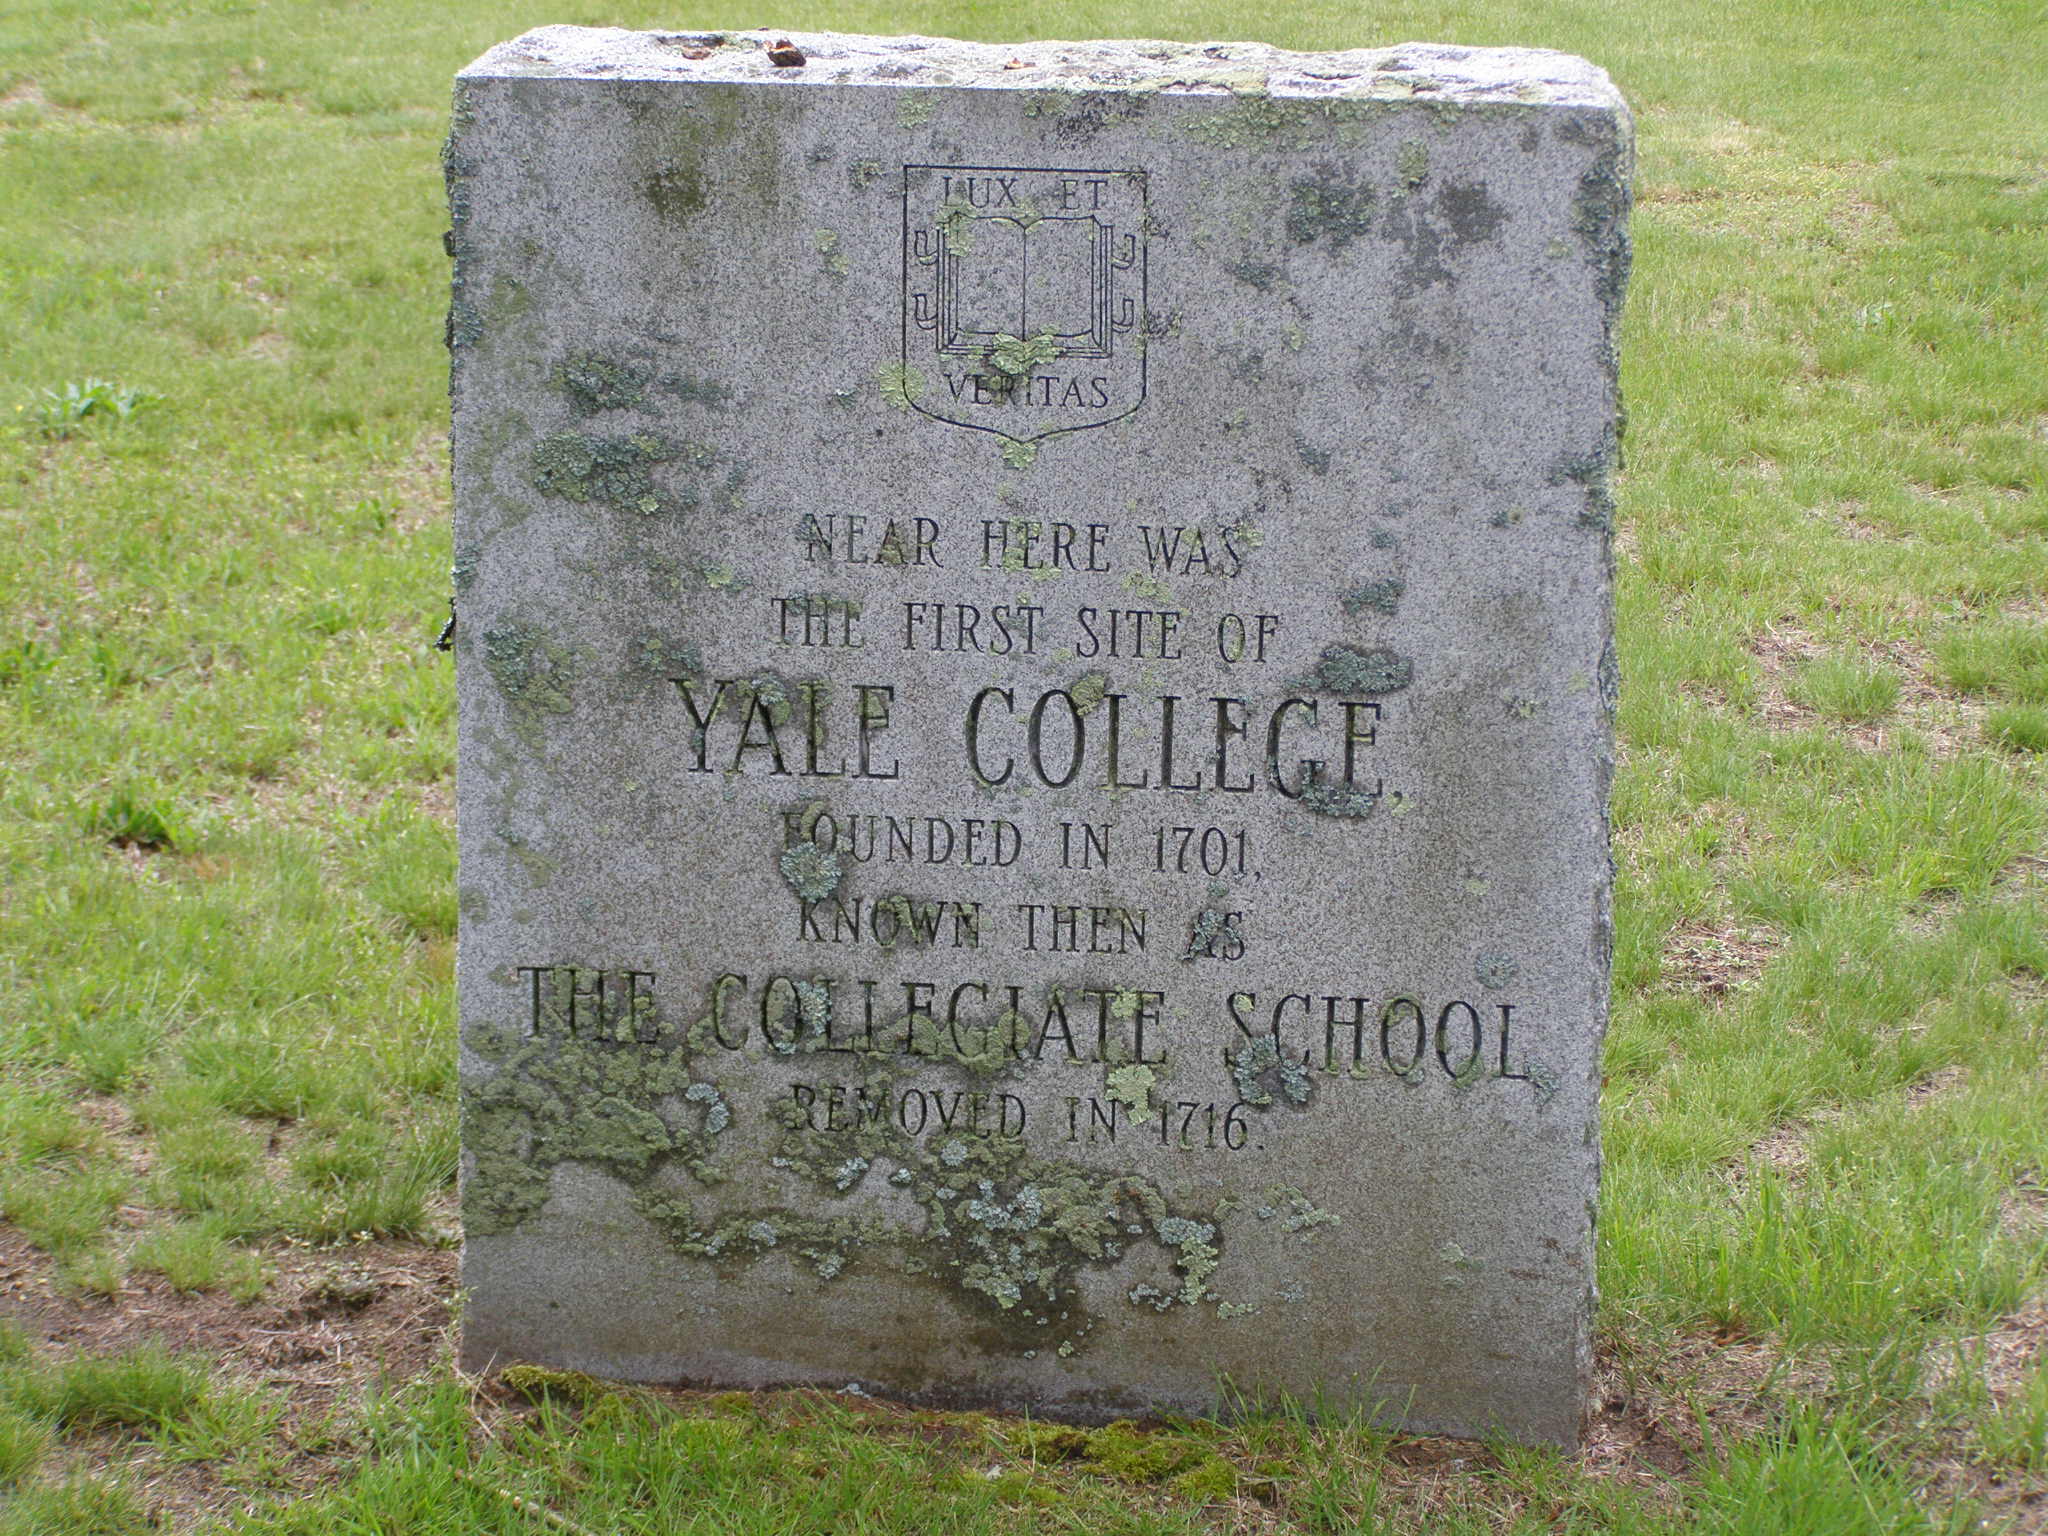 LUX ET
VERITAS
NEAR HERE WAS
THE FIRST SITE OF
YALE COLLEGE,
FOUNDED IN 1701,
KNOWN THEN AS
THE COLLEGIATE SCHOOL
REMOVED IN 1716.